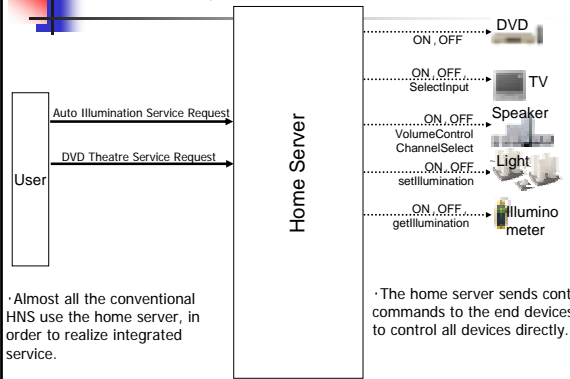 DVD
ON , OFF
ON , OFF ,
SelectInput
TV
Auto Illumination Service Request
Speaker
ON , OFF ,
VolumeControl
ChannelSelect
DVD Theatre Service Request
Home Server
Light
ON , OFF ,
setIllumination
User
ON , OFF ,
getIllumination
Illumino
meter
・Almost all the conventional
HNS use the home server, in
order to realize integrated
service.
・The home server sends cont
commands to the end devices
to control all devices directly.